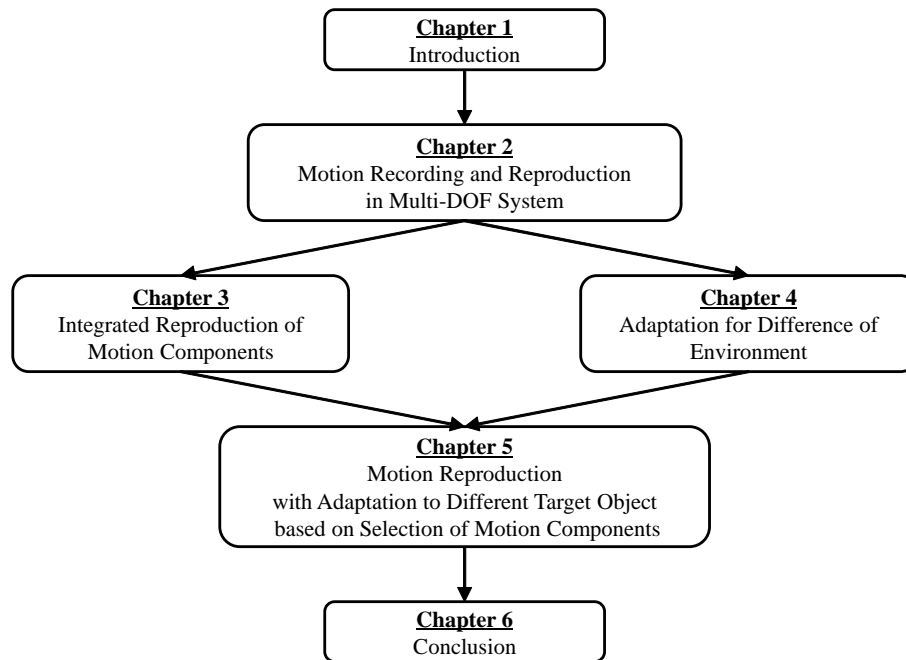 Chapter 1
Introduction
Chapter 2
Motion Recording and Reproduction
in Multi-DOF System
Chapter 3
Integrated Reproduction of
Motion Components
Chapter 4
Adaptation for Difference of
Environment
Chapter 5
Motion Reproduction
with Adaptation to Different Target Object
based on Selection of Motion Components
Chapter 6
Conclusion